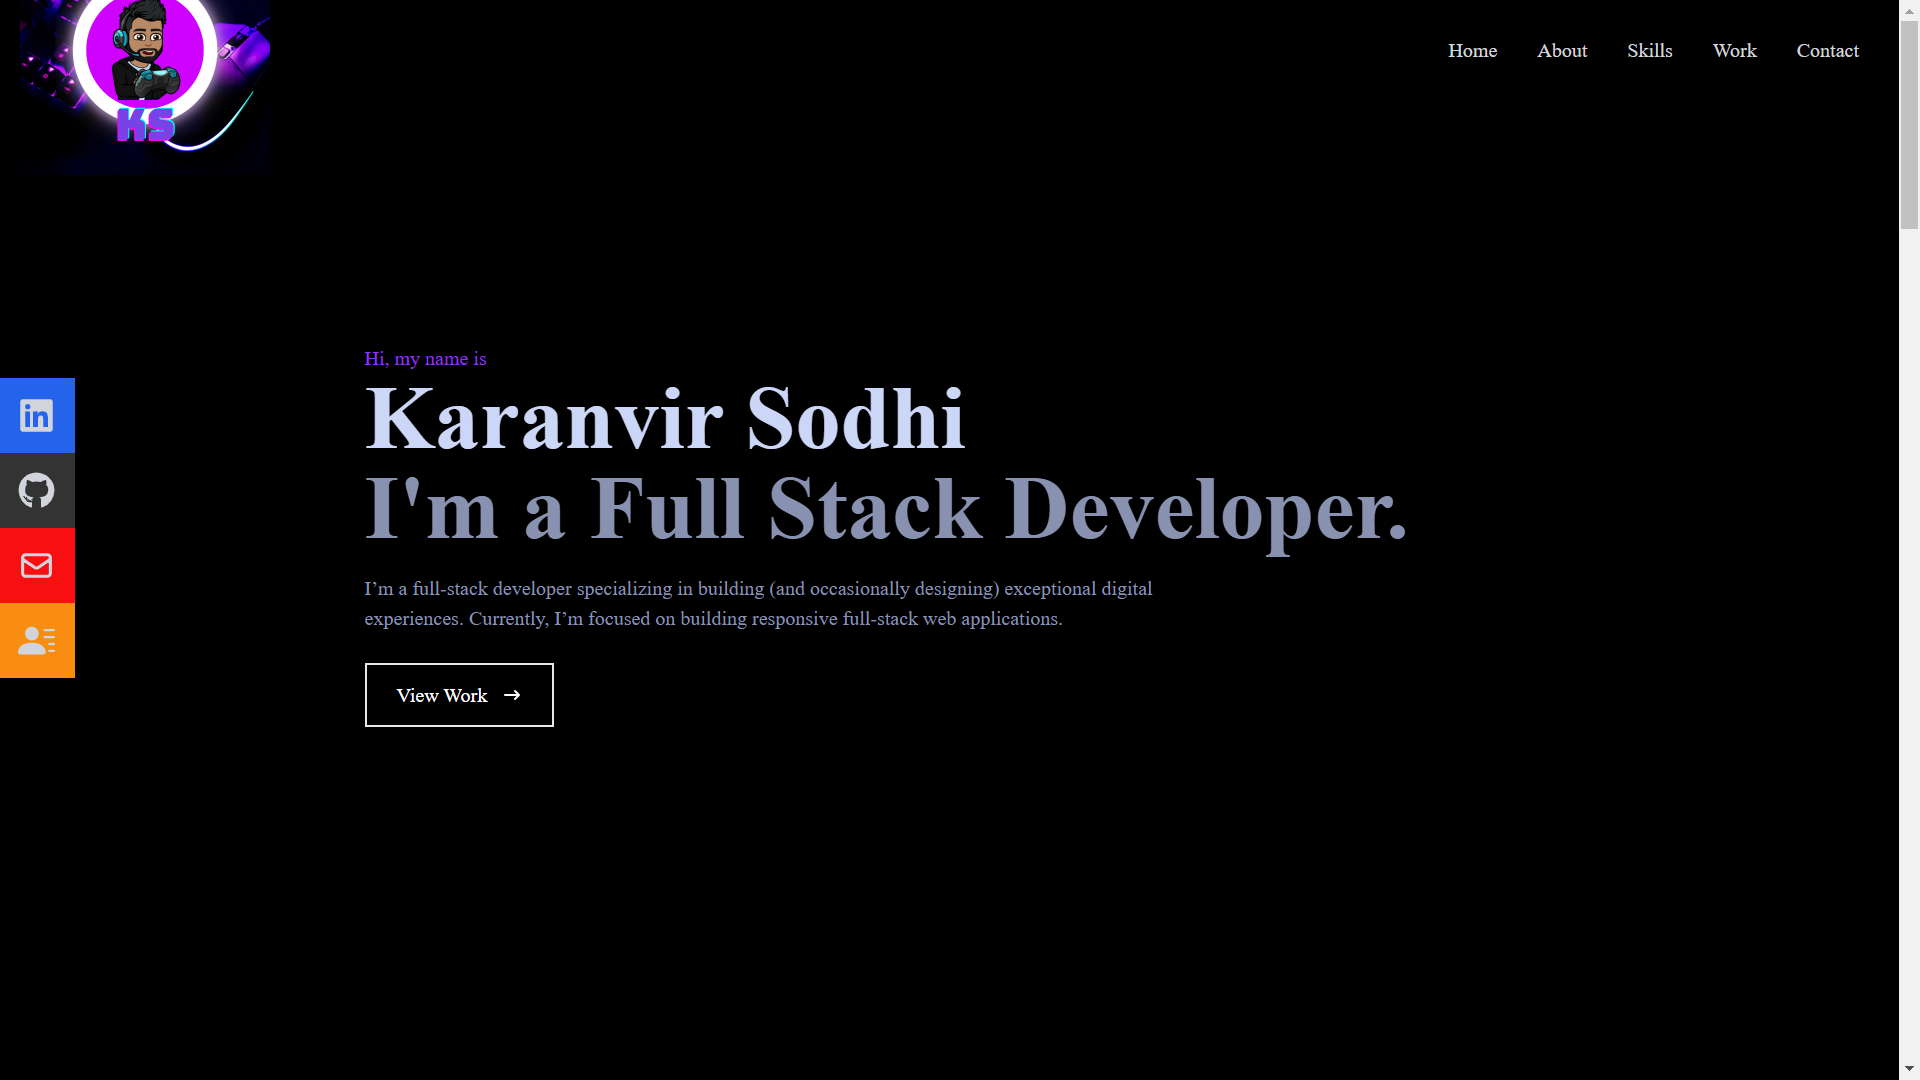 KS
Home About Skills Work Contact
Hi, my name is
Karanvir Sodhi
I'm a Full Stack Developer.
I’m a full-stack developer specializing in building (and occasionally designing) exceptional digital
experiences. Currently, I’m focused on building responsive full-stack web applications.
in
View Work